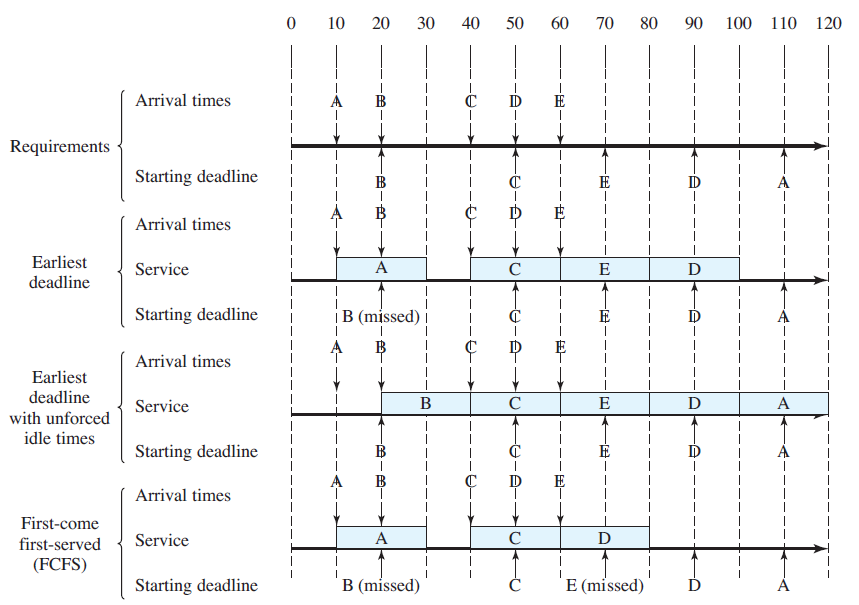 0 10 20 30 40 50 60 70 80 90 100 110 120
Arrival times A B C D E
Requirements
Starting deadline B C E D A
A B C D E
Arrival times
Earliest
deadline
Service A C E D
Starting deadline B (missed) C E D A
A B C D E
Arrival times
Earliest
deadline
with unforced
idle times
Service B C E D A
Starting deadline B C E D A
A B C D E
Arrival times
First-come
first-served
(FCFS)
Service A C D
Starting deadline B (missed) C E (missed) D A